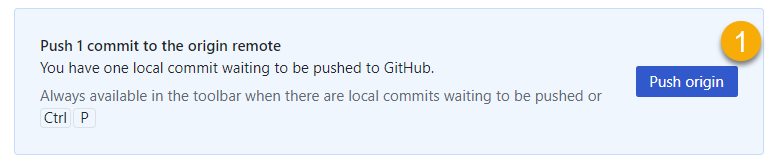 Push 1 commit to the origin remote
You have one local commit waiting to be pushed to GitHub.
Always available in the toolbar when there are local commits waiting to be pushed or
Ctrl P
Push origin
1